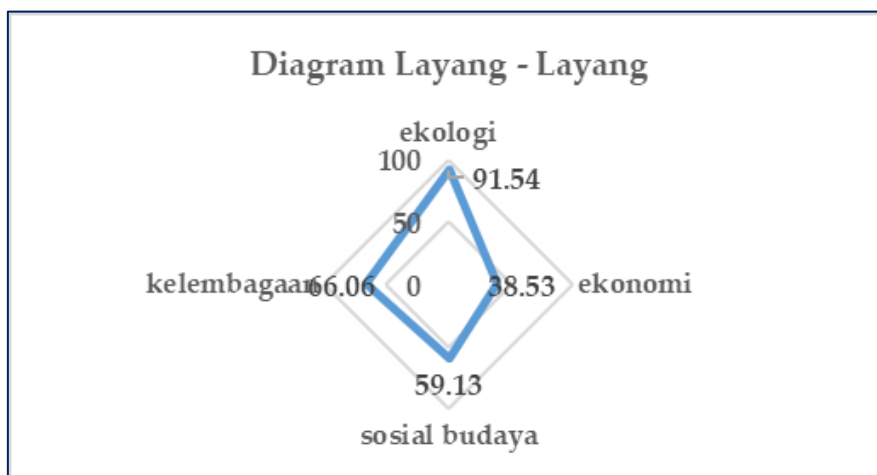 Diagram Layang - Layang
ekologi
100
91.54
50
kelembagaan
66.06
0
38.53
ekonomi
59.13
sosial budaya